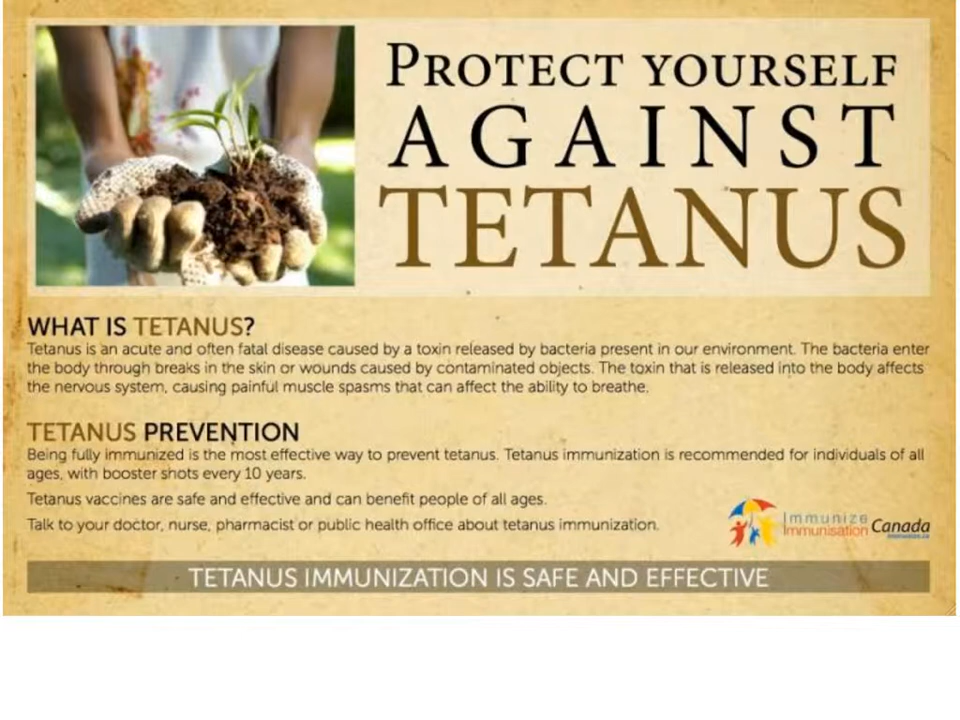 PROTECT YOURSELF
AGAINST
TETANUS
WHAT IS TETANUS?
Tetanus is an acute and often fatal disease caused by a toxin released by bacteria present in our environment. The bacteria enter
the body through breaks in the skin or wounds caused by contaminated objects. The toxin that is released into the body affects
the nervous system, causing painful muscle spasms that can affect the ability to breathe.
TETANUS PREVENTION
Being fully immunized is the most effective way to prevent tetanus. Tetanus immunization is recommended for individuals of all
ages, with booster shots every 10 years.
Tetanus vaccines are safe and effective and can benefit people of all ages.
Talk to your doctor, nurse, pharmacist or public health office about tetanus immunization.
Immunize
Immunisation Canada
TETANUS IMMUNIZATION IS SAFE AND EFFECTIVE